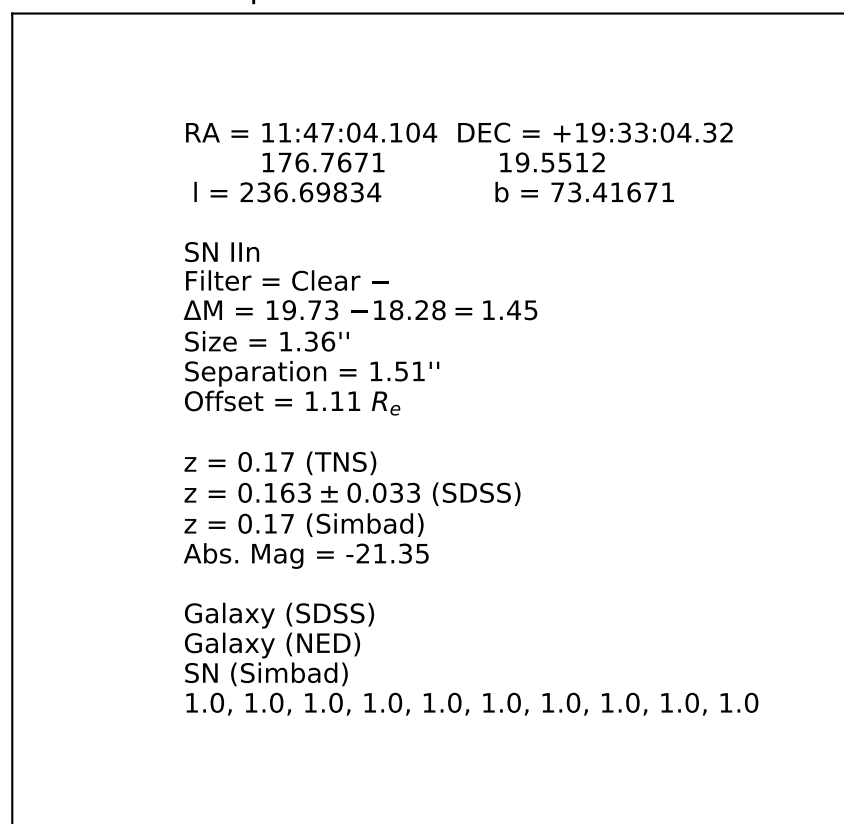 RA = 11:47:04.104 DEC = +19:33:04.32
176.7671 19.5512
l = 236.69834 b = 73.41671
SN IIn
Filter = Clear −
ΔM = 19.73 −18.28 = 1.45
Size = 1.36''
Separation = 1.51''
Offset = 1.11 Rₑ
z = 0.17 (TNS)
z = 0.163 ± 0.033 (SDSS)
z = 0.17 (Simbad)
Abs. Mag = -21.35
Galaxy (SDSS)
Galaxy (NED)
SN (Simbad)
1.0, 1.0, 1.0, 1.0, 1.0, 1.0, 1.0, 1.0, 1.0, 1.0